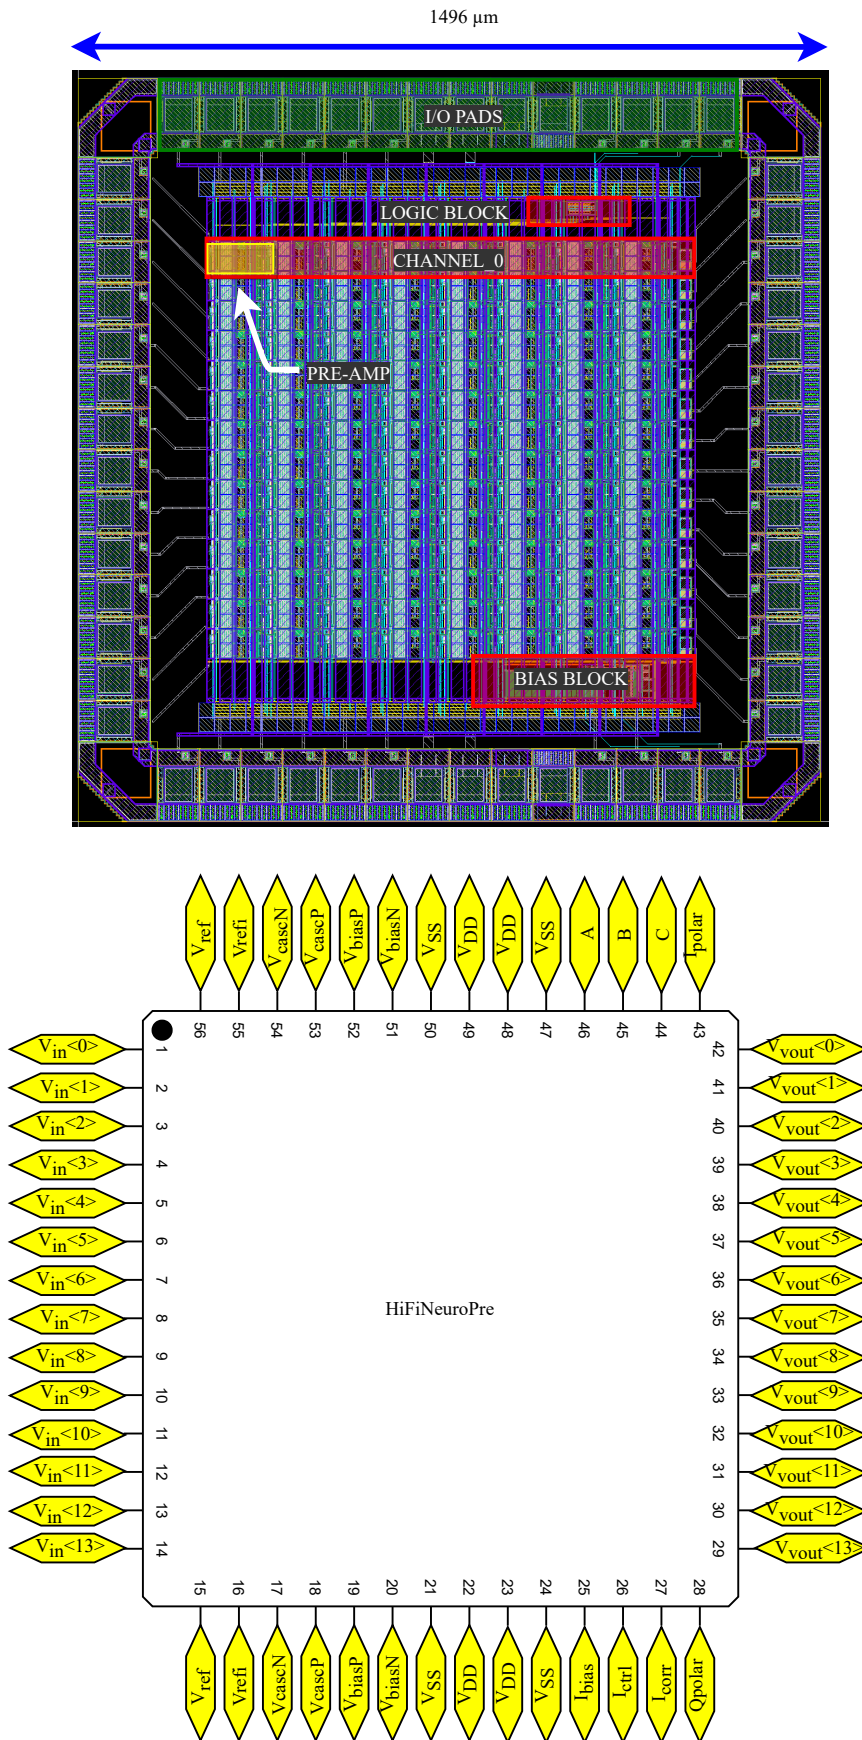 1496 µm
I/O PADS
LOGIC BLOCK
CHANNEL_0
PRE-AMP
BIAS BLOCK
Vref
Vrefi
VcascN
VcascP
VbiasP
VbiasN
VSS
VDD
VDD
VSS
A
B
C
Ipolar
56 55 54 53 52 51 50 49 48 47 46 45 44 43
Vin<0> 1 42 Vvout<0>
Vin<1> 2 41 Vvout<1>
Vin<2> 3 40 Vvout<2>
Vin<3> 4 39 Vvout<3>
Vin<4> 5 38 Vvout<4>
Vin<5> 6 37 Vvout<5>
Vin<6> 7 36 Vvout<6>
HiFiNeuroPre
Vin<7> 8 35 Vvout<7>
Vin<8> 9 34 Vvout<8>
Vin<9> 10 33 Vvout<9>
Vin<10> 11 32 Vvout<10>
Vin<11> 12 31 Vvout<11>
Vin<12> 13 30 Vvout<12>
Vin<13> 14 29 Vvout<13>
15 16 17 18 19 20 21 22 23 24 25 26 27 28
Vref
Vrefi
VcascN
VcascP
VbiasP
VbiasN
VSS
VDD
VDD
VSS
Ibias
Ictrl
Icorr
Qpolar